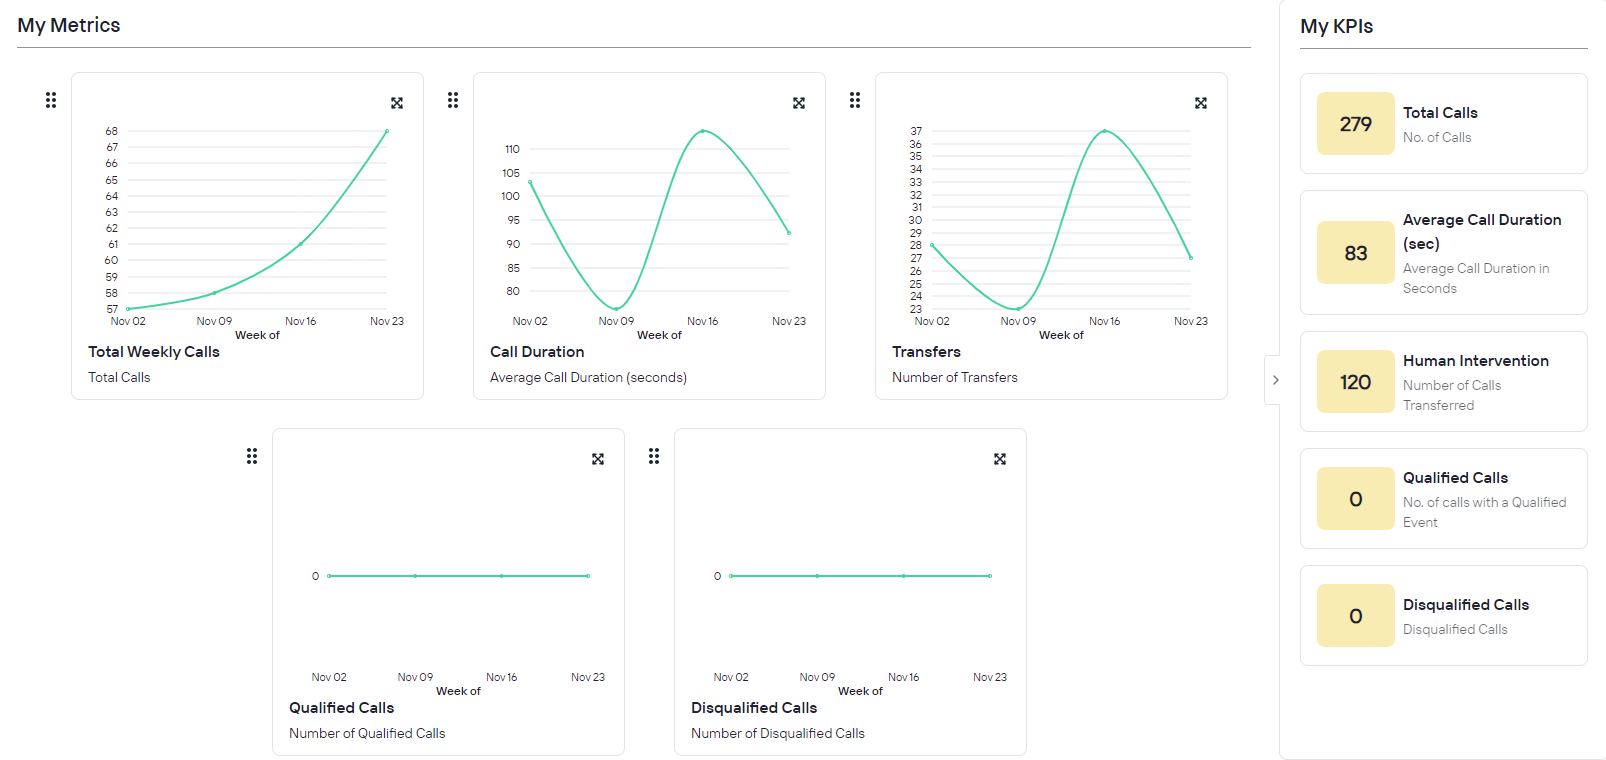 My Metrics
68
67
66
65
64
63
62
61
60
59
58
57
Nov 02 Nov 09 Nov 16 Nov 23
Week of
Total Weekly Calls
Total Calls
110
105
100
95
90
85
80
Nov 02 Nov 09 Nov 16 Nov 23
Week of
Call Duration
Average Call Duration (seconds)
37
36
35
34
33
32
31
30
29
28
27
26
25
24
23
Nov 02 Nov 09 Nov 16 Nov 23
Week of
Transfers
Number of Transfers
0
Nov 02 Nov 09 Nov 16 Nov 23
Week of
Qualified Calls
Number of Qualified Calls
0
Nov 02 Nov 09 Nov 16 Nov 23
Week of
Disqualified Calls
Number of Disqualified Calls
My KPIs
279
Total Calls
No. of Calls
83
Average Call Duration
(sec)
Average Call Duration in
Seconds
120
Human Intervention
Number of Calls
Transferred
0
Qualified Calls
No. of calls with a Qualified
Event
0
Disqualified Calls
Disqualified Calls